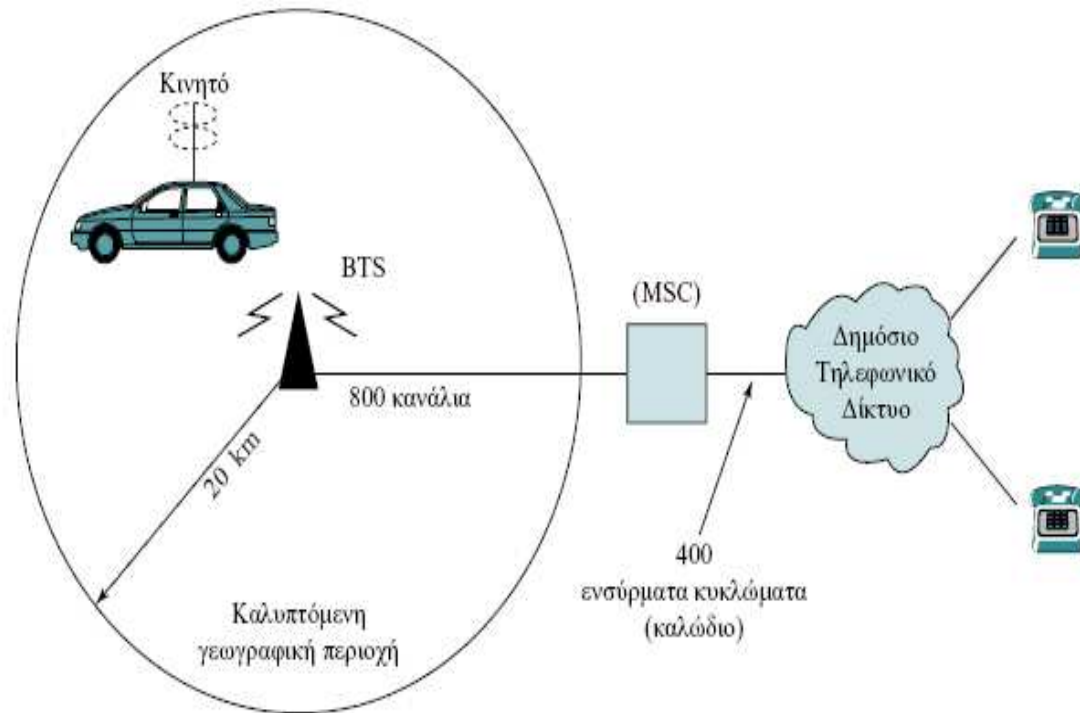 Κινητό
BTS
(MSC)
800 κανάλια
20 km
Δημόσιο
Τηλεφωνικό
Δίκτυο
400
ενσύρματα κυκλώματα
(καλώδιο)
Καλυπτόμενη
γεωγραφική περιοχή